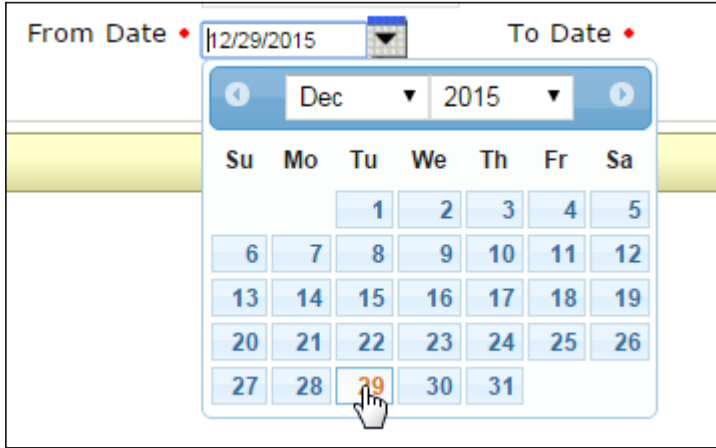 From Date • 12/29/2015 To Date •
Dec 2015
Su Mo Tu We Th Fr Sa
1 2 3 4 5
6 7 8 9 10 11 12
13 14 15 16 17 18 19
20 21 22 23 24 25 26
27 28 29 30 31